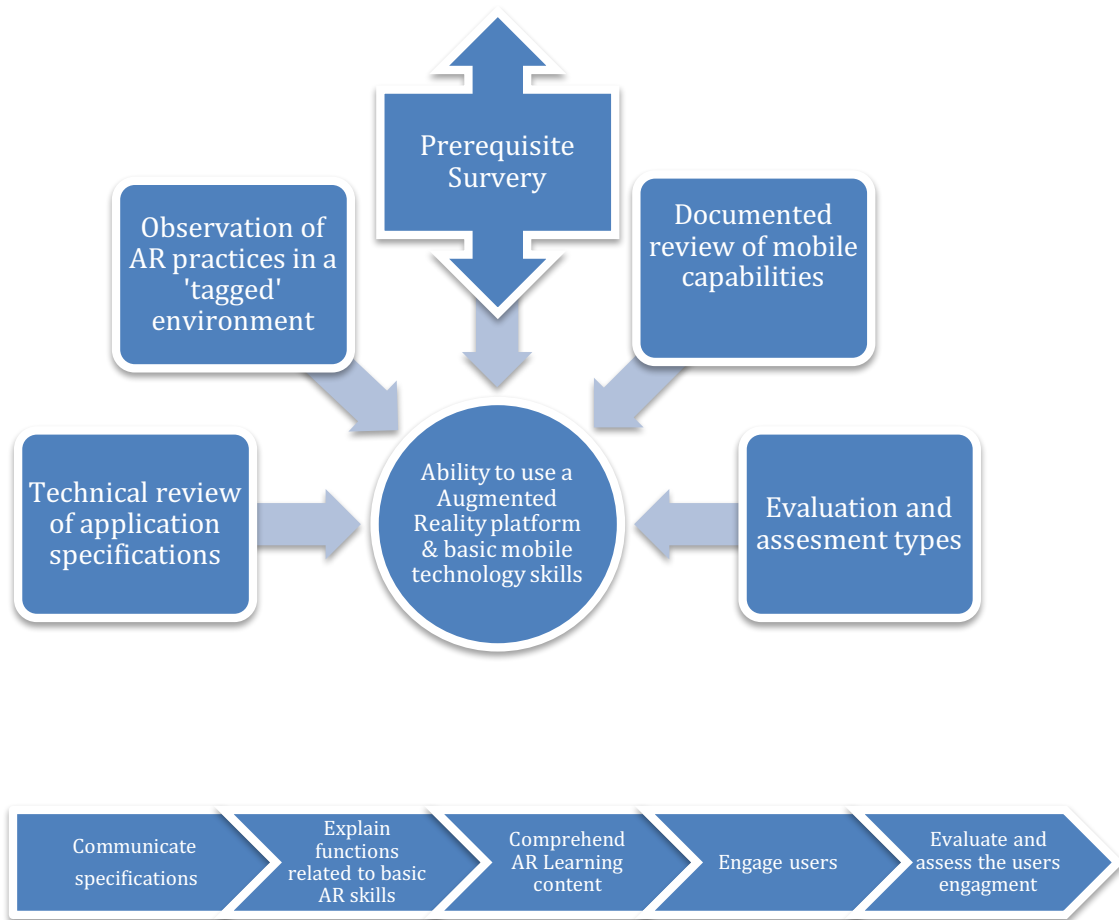 Prerequisite
Survery
Observation of
AR practices in a
'tagged'
environment
Documented
review of mobile
capabilities
Technical review
of application
specifications
Ability to use a
Augmented
Reality platform
& basic mobile
technology skills
Evaluation and
assesment types
Communicate
specifications
Explain
functions
related to basic
AR skills
Comprehend
AR Learning
content
Engage users
Evaluate and
assess the users
engagment